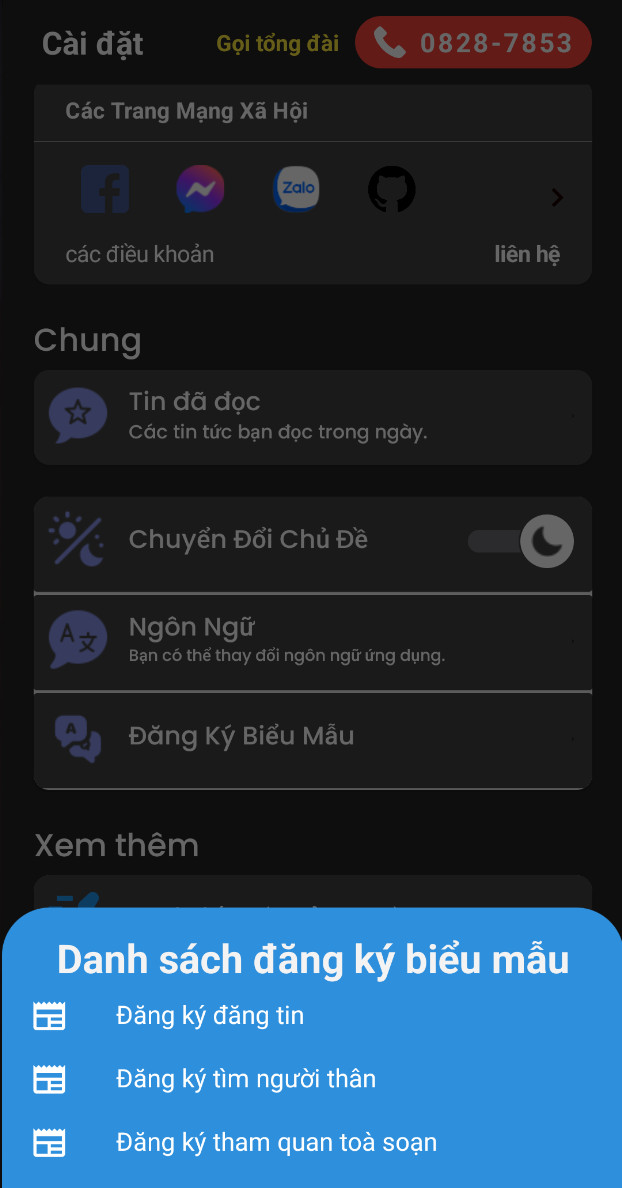 Cài đặt Gọi tổng đài 0828-7853
Các Trang Mạng Xã Hội
Zalo
các điều khoản liên hệ
Chung
Tin đã đọc
Các tin tức bạn đọc trong ngày.
Chuyển Đổi Chủ Đề
Ngôn Ngữ
Bạn có thể thay đổi ngôn ngữ ứng dụng.
Đăng Ký Biểu Mẫu
Xem thêm
Danh sách đăng ký biểu mẫu
Đăng ký đăng tin
Đăng ký tìm người thân
Đăng ký tham quan toà soạn